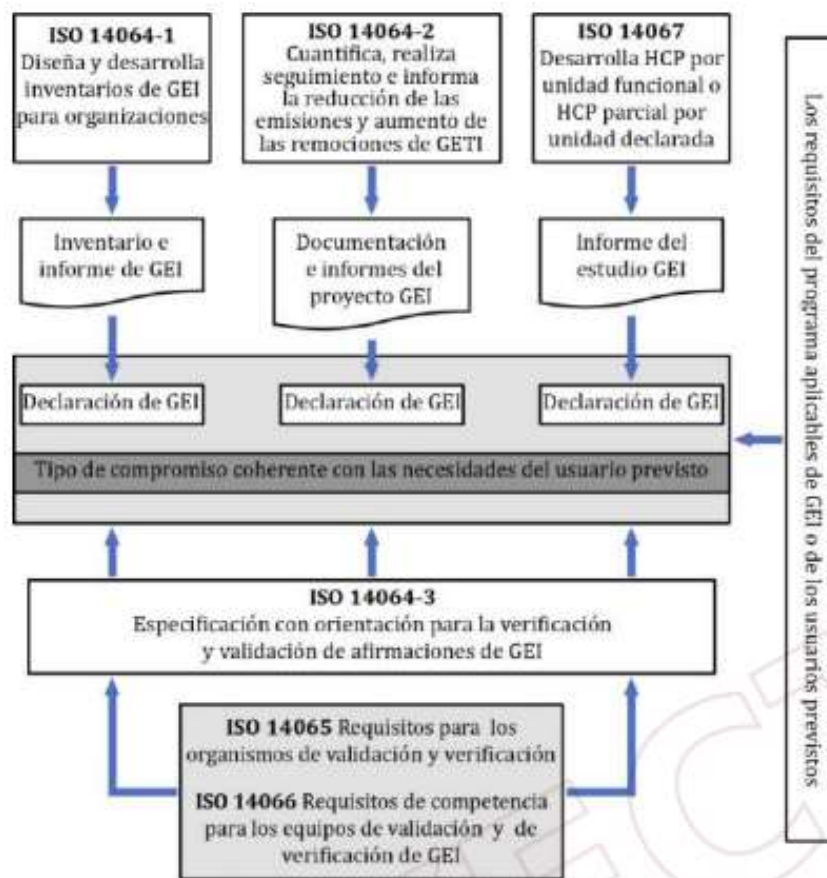 ISO 14064-1
Diseña y desarrolla
inventarios de GEI
para organizaciones
ISO 14064-2
Cuantifica, realiza
seguimiento e informa
la reducción de las
emisiones y aumento de
las remociones de GETI
ISO 14067
Desarrolla HCP por
unidad funcional o
HCP parcial por
unidad declarada
Inventario e
informe de GEI
Documentación
e informes del
proyecto GEI
Informe del
estudio GEI
Declaración de GEI
Declaración de GEI
Declaración de GEI
Tipo de compromiso coherente con las necesidades del usuario previsto
ISO 14064-3
Especificación con orientación para la verificación
y validación de afirmaciones de GEI
ISO 14065 Requisitos para los
organismos de validación y verificación
ISO 14066 Requisitos de competencia
para los equipos de validación y de
verificación de GEI
Los requisitos del programa aplicables de GEI o de los usuarios previstos